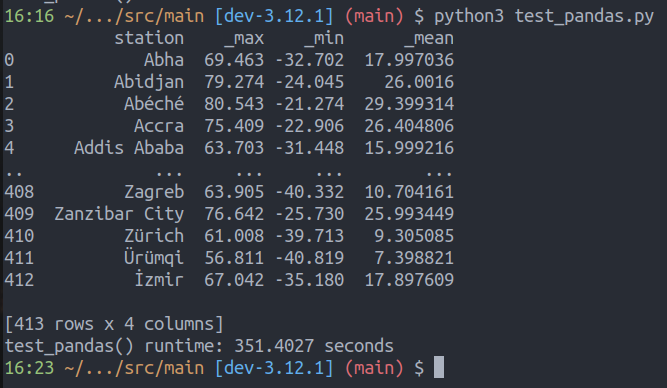 16:16 ~/.../src/main [dev-3.12.1] (main) $ python3 test_pandas.py
station _max _min _mean
0 Abha 69.463 -32.702 17.997036
1 Abidjan 79.274 -24.045 26.0016
2 Abéché 80.543 -21.274 29.399314
3 Accra 75.409 -22.906 26.404806
4 Addis Ababa 63.703 -31.448 15.999216
.. ... ... ... ...
408 Zagreb 63.905 -40.332 10.704161
409 Zanzibar City 76.642 -25.730 25.993449
410 Zürich 61.008 -39.713 9.305085
411 Ürümqi 56.811 -40.819 7.398821
412 İzmir 67.042 -35.180 17.897609
[413 rows x 4 columns]
test_pandas() runtime: 351.4027 seconds
16:23 ~/.../src/main [dev-3.12.1] (main) $